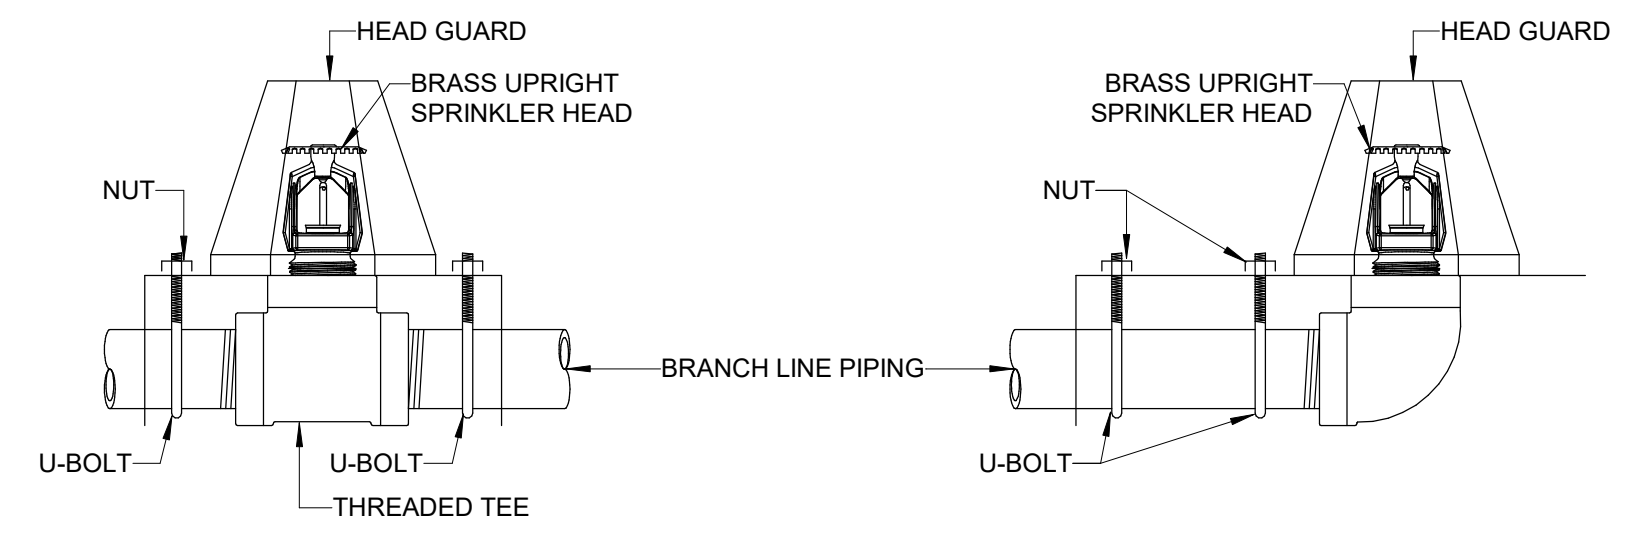 HEAD GUARD
BRASS UPRIGHT
SPRINKLER HEAD
NUT
U-BOLT
U-BOLT
THREADED TEE
BRANCH LINE PIPING
HEAD GUARD
BRASS UPRIGHT
SPRINKLER HEAD
NUT
U-BOLT